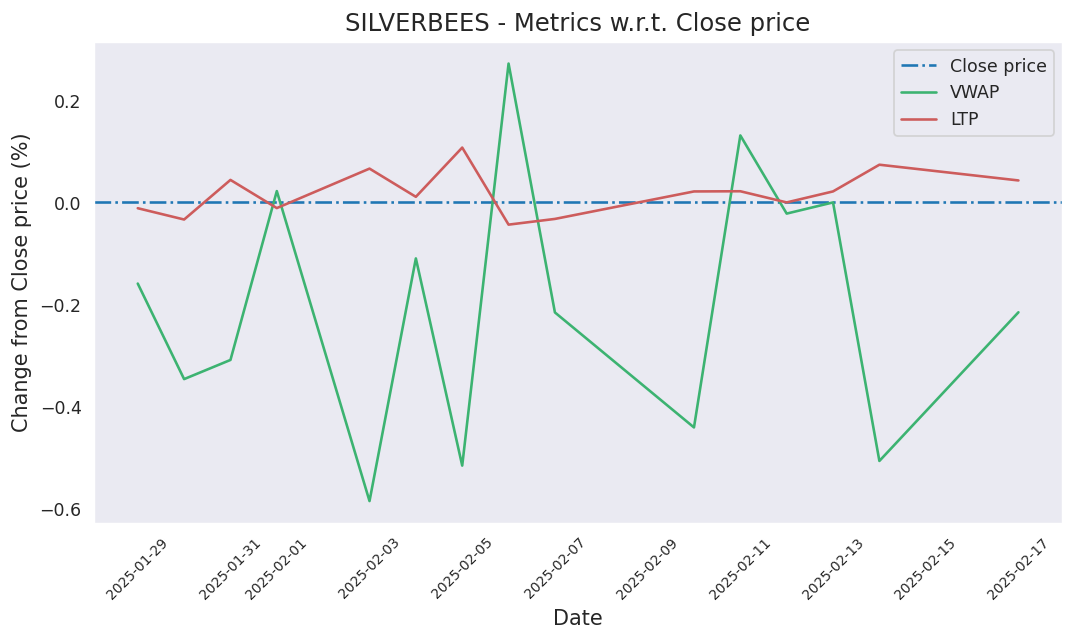 SILVERBEES - Metrics w.r.t. Close price
Close price
VWAP
LTP
Change from Close price (%)
0.2
0.0
−0.2
−0.4
−0.6
2025-01-29
2025-01-31
2025-02-01
2025-02-03
2025-02-05
2025-02-07
2025-02-09
2025-02-11
2025-02-13
2025-02-15
2025-02-17
Date